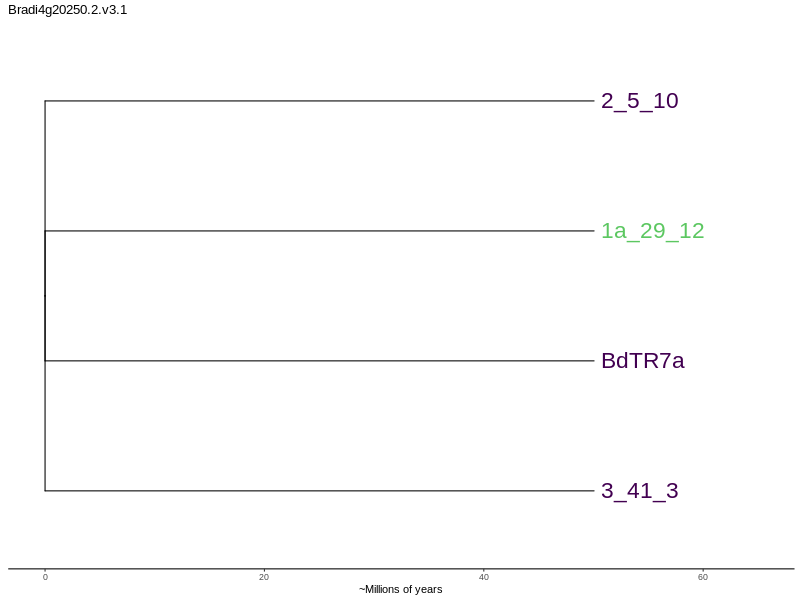 Bradi4g20250.2.v3.1
2_5_10
1a_29_12
BdTR7a
3_41_3
0 20 40 60
~Millions of years